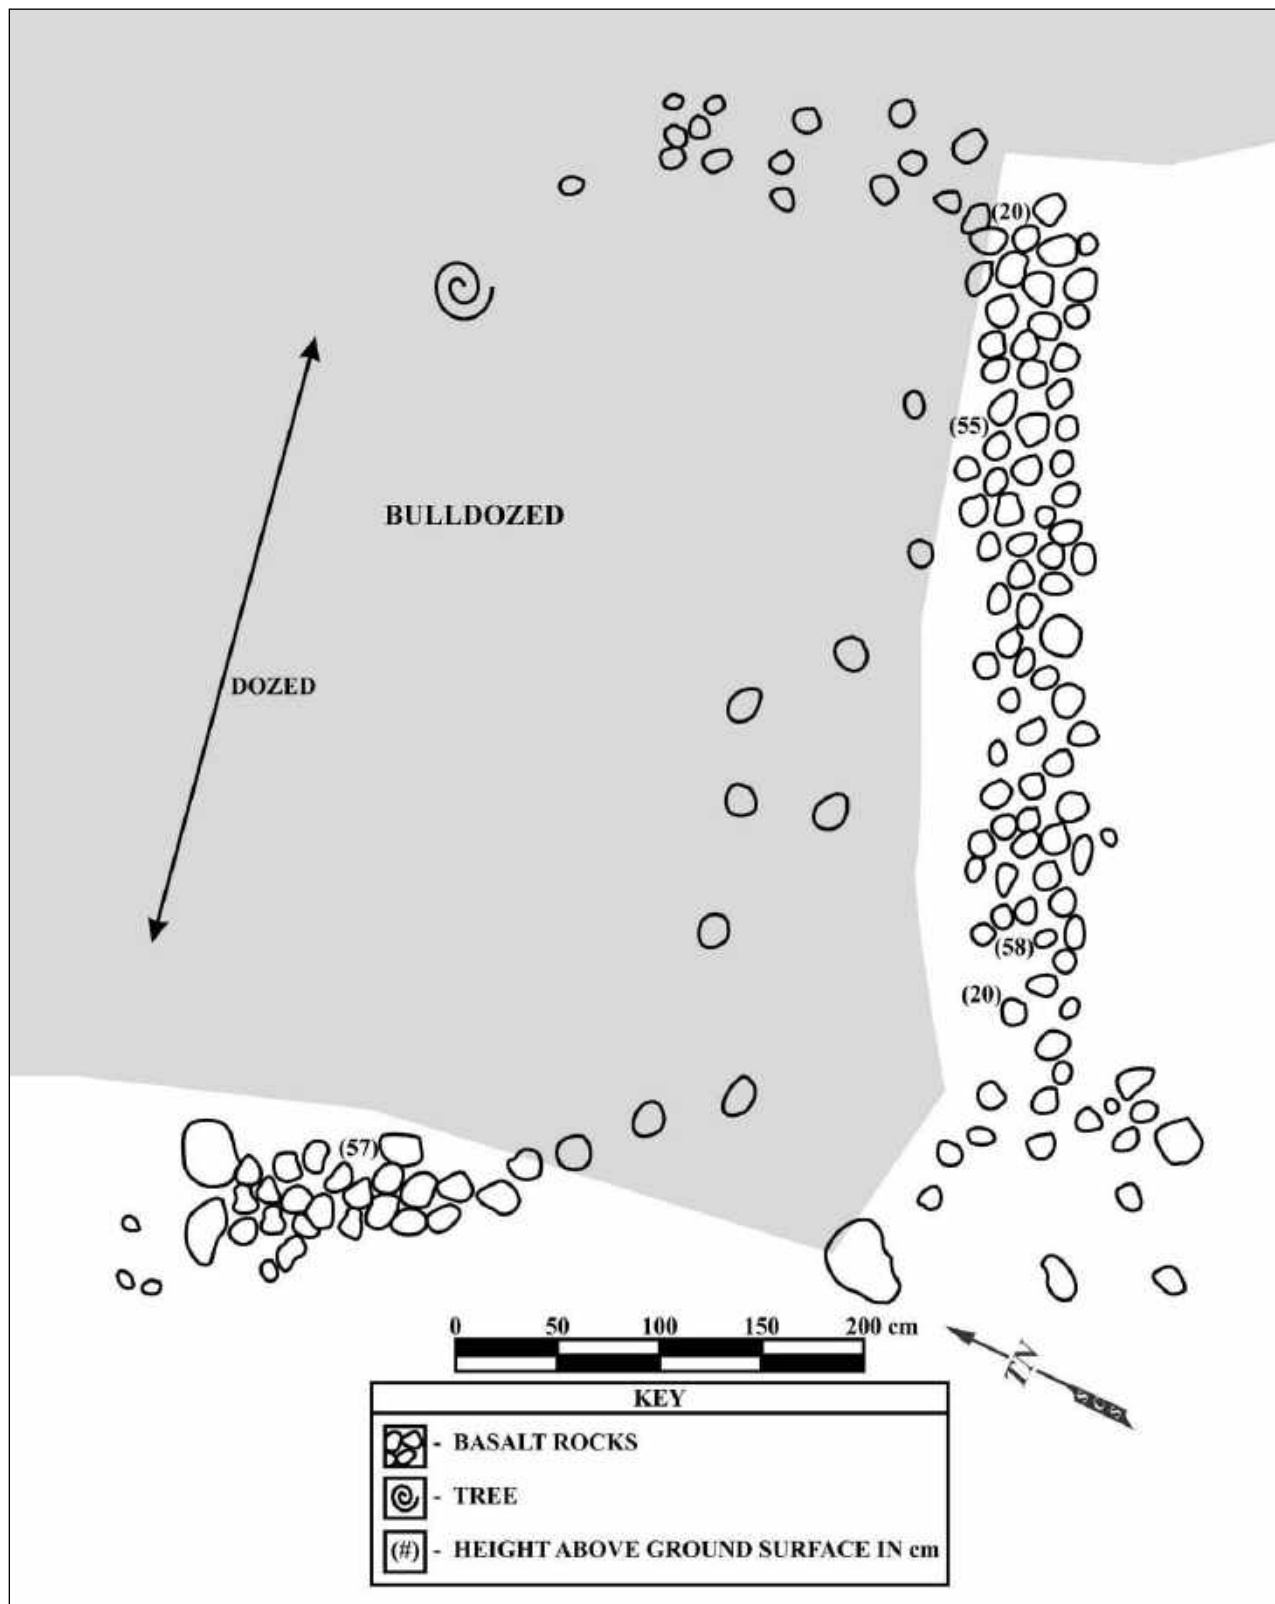 (20)
(55)
BULLDOZED
DOZED
(58)
(20)
(57)
0 50 100 150 200 cm
TN
SCS
KEY
- BASALT ROCKS
- TREE
(#) - HEIGHT ABOVE GROUND SURFACE IN cm